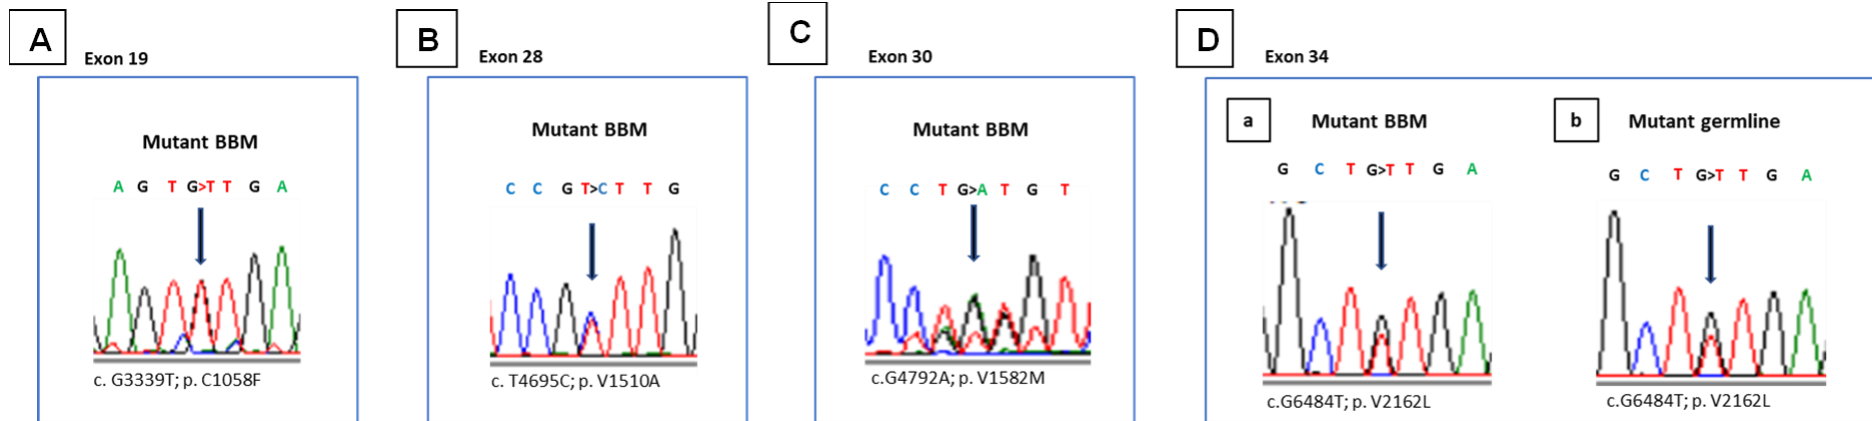 A
Exon 19
Mutant BBM
A G T G>T T G A
c. G3339T; p. C1058F
B
Exon 28
Mutant BBM
C C G T>C T T G
c. T4695C; p. V1510A
C
Exon 30
Mutant BBM
C C T G>A T G T
c.G4792A; p. V1582M
D
Exon 34
a
Mutant BBM
G C T G>T T G A
c.G6484T; p. V2162L
b
Mutant germline
G C T G>T T G A
c.G6484T; p. V2162L